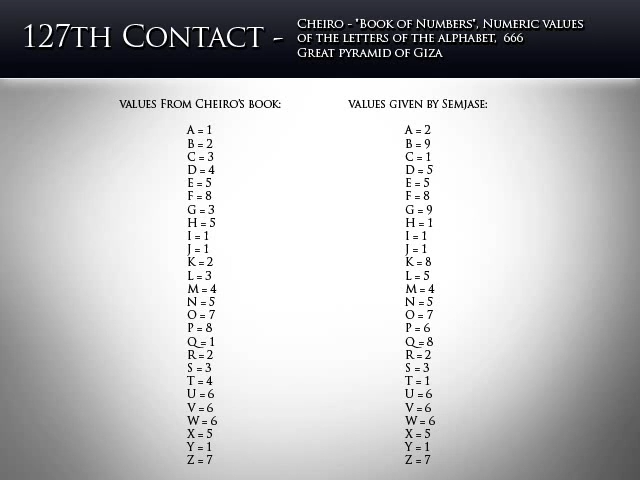 127th Contact -
Cheiro - "Book of Numbers", Numeric values
of the letters of the alphabet, 666
Great pyramid of Giza
values From Cheiro's book:
A = 1
B = 2
C = 3
D = 4
E = 5
F = 8
G = 3
H = 5
I = 1
J = 1
K = 2
L = 3
M = 4
N = 5
O = 7
P = 8
Q = 1
R = 2
S = 3
T = 4
U = 6
V = 6
W = 6
X = 5
Y = 1
Z = 7
values given by Semjase:
A = 2
B = 9
C = 1
D = 5
E = 5
F = 8
G = 9
H = 1
I = 1
J = 1
K = 8
L = 5
M = 4
N = 5
O = 7
P = 6
Q = 8
R = 2
S = 3
T = 1
U = 6
V = 6
W = 6
X = 5
Y = 1
Z = 7